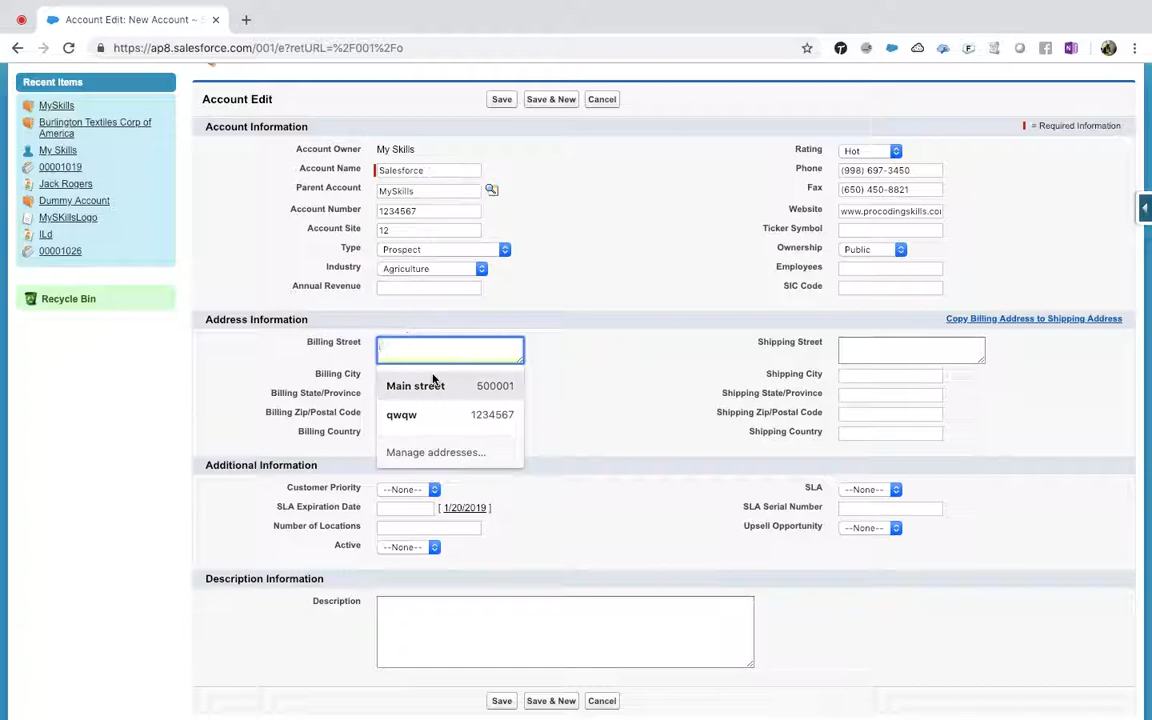 Account Edit: New Account ~ S
https://ap8.salesforce.com/001/e?retURL=%2F001%2Fo
Recent Items
MySkills
Burlington Textiles Corp of
America
My Skills
00001019
Jack Rogers
Dummy Account
MySKillsLogo
ILd
00001026
Recycle Bin
Account Edit
Save
Save & New
Cancel
Account Information
= Required Information
Account Owner My Skills
Rating Hot
Account Name Salesforce
Phone (998) 697-3450
Parent Account MySkills
Fax (650) 450-8821
Account Number 1234567
Website www.procodingskills.co
Account Site 12
Ticker Symbol
Type Prospect
Ownership Public
Industry Agriculture
Employees
Annual Revenue
SIC Code
Address Information
Copy Billing Address to Shipping Address
Billing Street
Shipping Street
Billing City
Main street 500001
Shipping City
Billing State/Province
Shipping State/Province
Billing Zip/Postal Code
qwqw 1234567
Shipping Zip/Postal Code
Billing Country
Shipping Country
Manage addresses...
Additional Information
Customer Priority --None--
SLA --None--
SLA Expiration Date [ 1/20/2019 ]
SLA Serial Number
Number of Locations
Upsell Opportunity --None--
Active --None--
Description Information
Description
Save
Save & New
Cancel